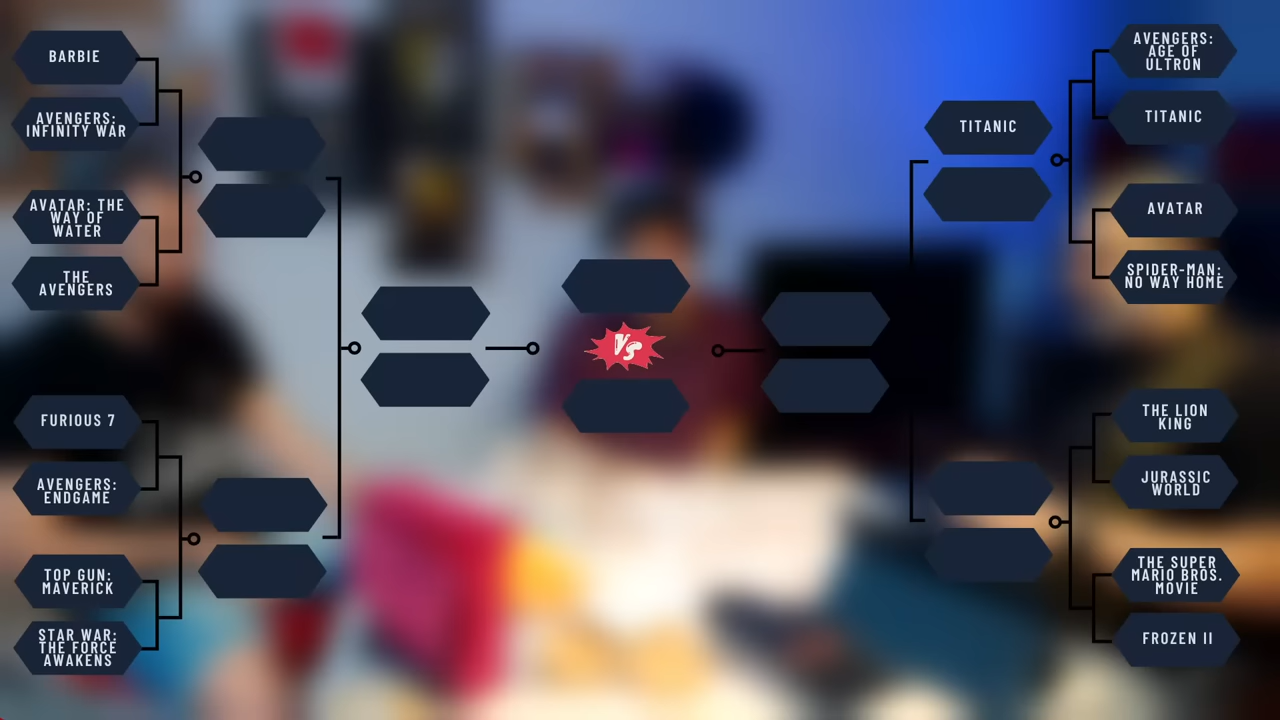 BARBIE
AVENGERS:
INFINITY WAR
AVATAR: THE
WAY OF
WATER
THE
AVENGERS
FURIOUS 7
AVENGERS:
ENDGAME
TOP GUN:
MAVERICK
STAR WAR:
THE FORCE
AWAKENS
VS
TITANIC
AVENGERS:
AGE OF
ULTRON
TITANIC
AVATAR
SPIDER-MAN:
NO WAY HOME
THE LION
KING
JURASSIC
WORLD
THE SUPER
MARIO BROS.
MOVIE
FROZEN II